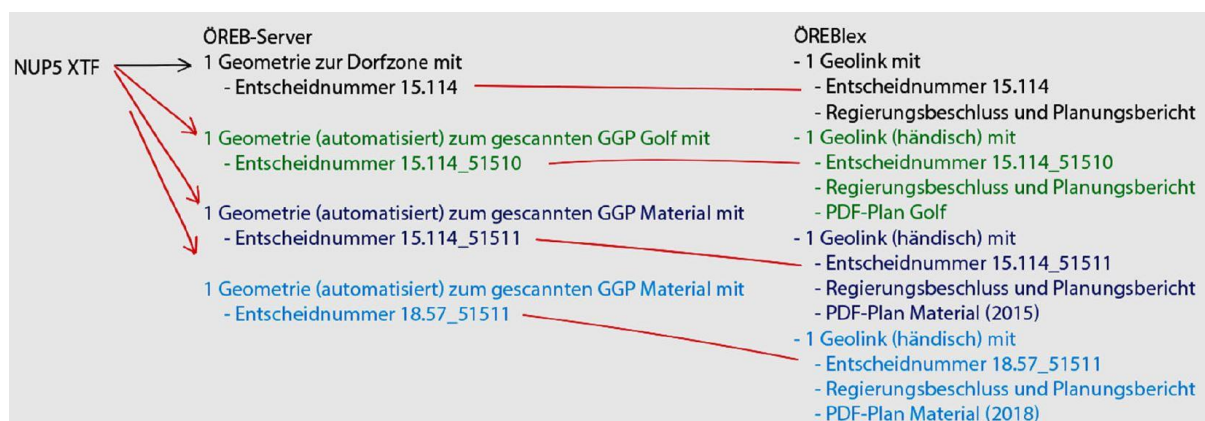 NUP5 XTF
ÖREB-Server
1 Geometrie zur Dorfzone mit
- Entscheidnummer 15.114
1 Geometrie (automatisiert) zum gescannten GGP Golf mit
- Entscheidnummer 15.114_51510
1 Geometrie (automatisiert) zum gescannten GGP Material mit
- Entscheidnummer 15.114_51511
1 Geometrie (automatisiert) zum gescannten GGP Material mit
- Entscheidnummer 18.57_51511
ÖREBlex
- 1 Geolink mit
- Entscheidnummer 15.114
- Regierungsbeschluss und Planungsbericht
- 1 Geolink (händisch) mit
- Entscheidnummer 15.114_51510
- Regierungsbeschluss und Planungsbericht
- PDF-Plan Golf
- 1 Geolink (händisch) mit
- Entscheidnummer 15.114_51511
- Regierungsbeschluss und Planungsbericht
- PDF-Plan Material (2015)
- 1 Geolink (händisch) mit
- Entscheidnummer 18.57_51511
- Regierungsbeschluss und Planungsbericht
- PDF-Plan Material (2018)